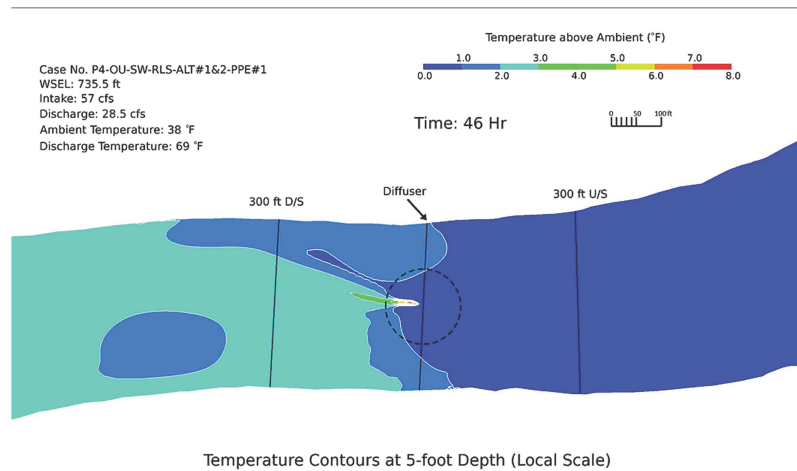 Temperature above Ambient (°F)
1.0 3.0 5.0 7.0
0.0 2.0 4.0 6.0 8.0
Case No. P4-OU-SW-RLS-ALT#1&2-PPE#1
WSEL: 735.5 ft
Intake: 57 cfs
Discharge: 28.5 cfs
Ambient Temperature: 38 °F
Discharge Temperature: 69 °F
Time: 46 Hr
0 50 100ft
300 ft D/S
Diffuser
300 ft U/S
Temperature Contours at 5-foot Depth (Local Scale)